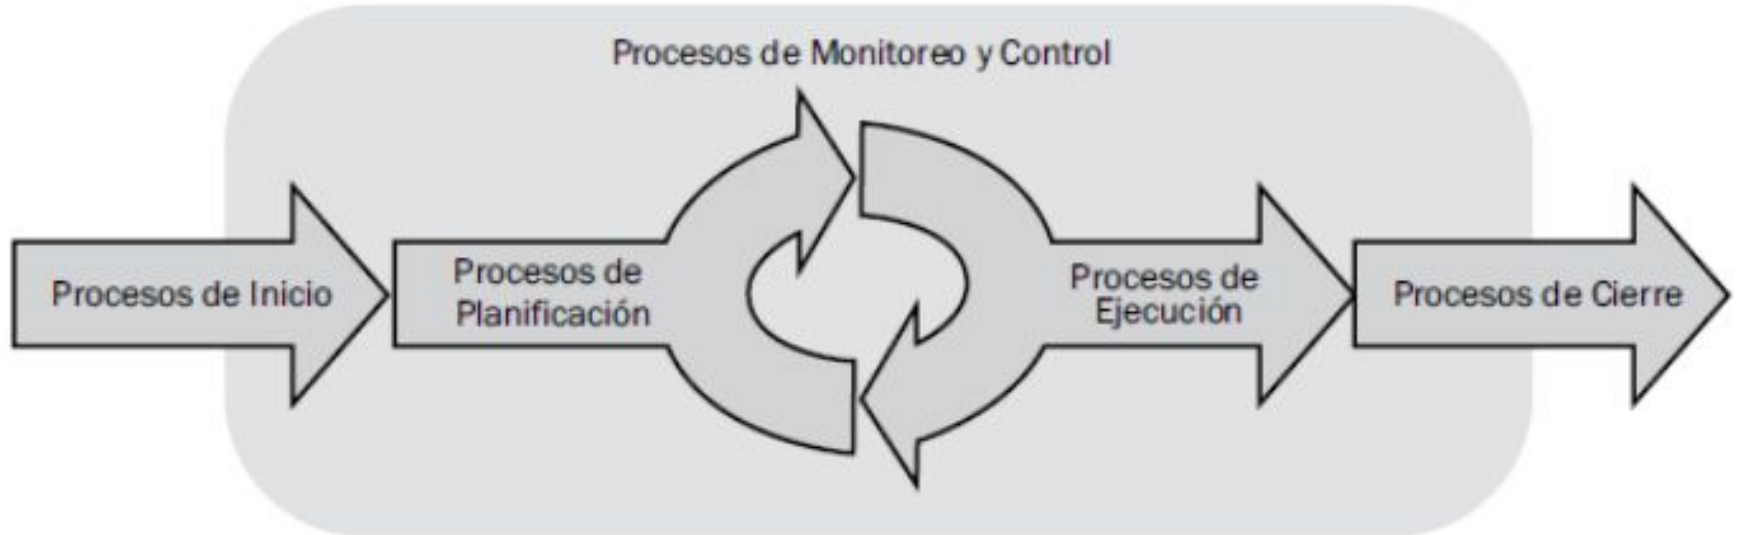 Procesos de Monitoreo y Control
Procesos de Inicio
Procesos de
Planificación
Procesos de
Ejecución
Procesos de Cierre